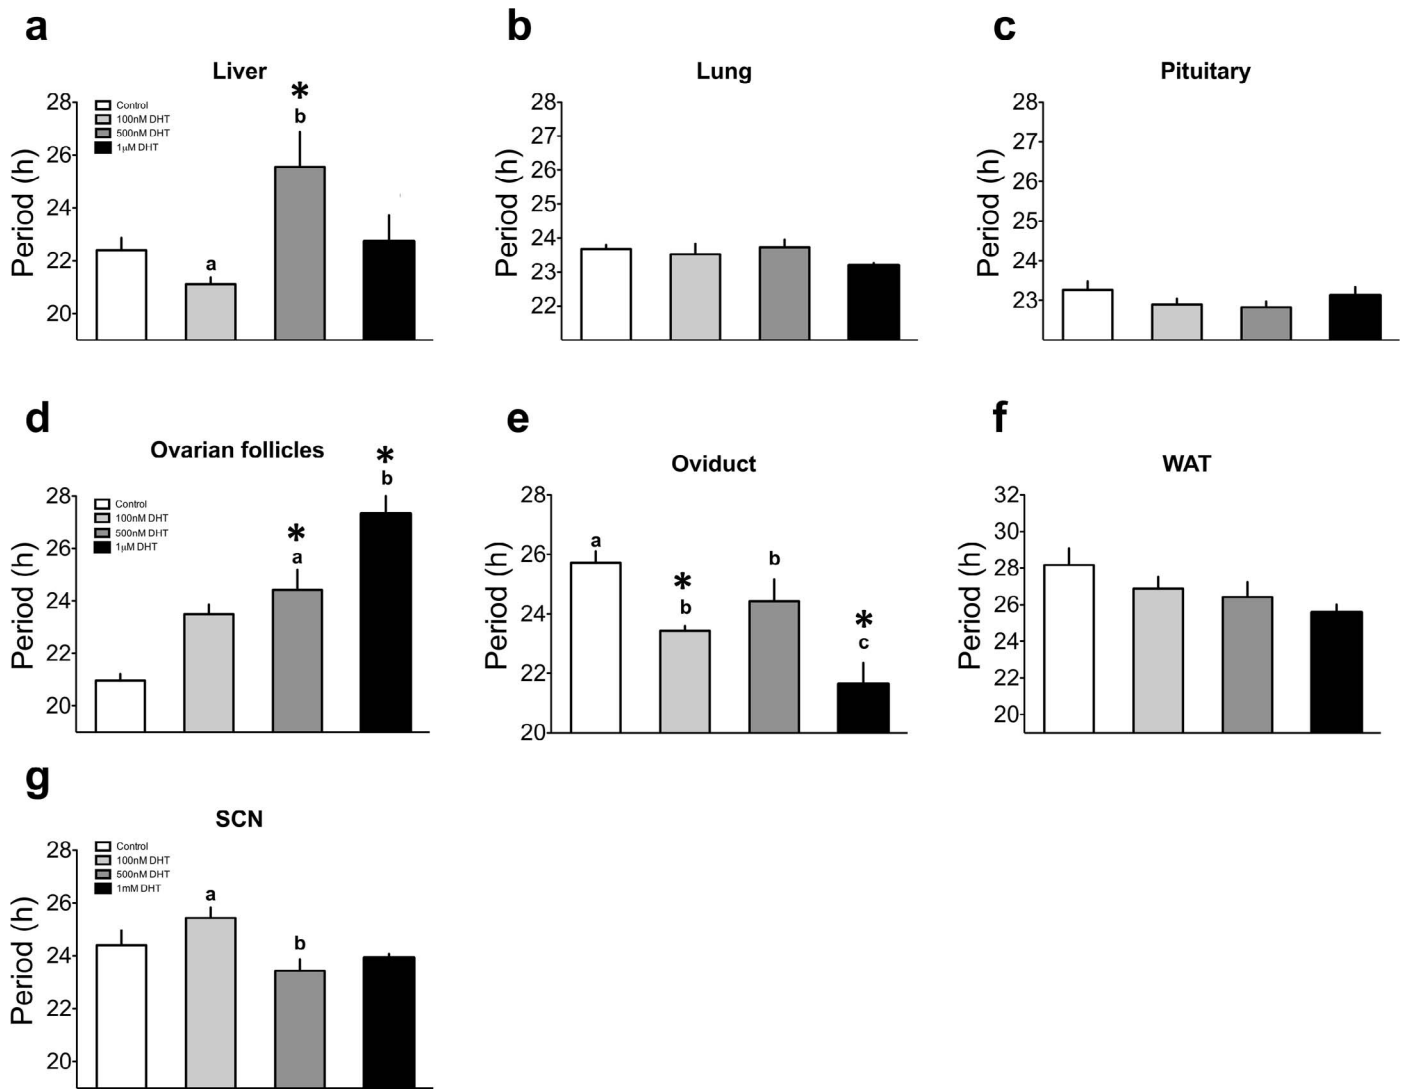 a
Liver
*
b
a
Control
100nM DHT
500nM DHT
1μM DHT
Period (h)
28
26
24
22
20
b
Lung
Period (h)
28
27
26
25
24
23
22
c
Pituitary
Period (h)
28
27
26
25
24
23
d
Ovarian follicles
*
b
*
a
Control
100nM DHT
500nM DHT
1μM DHT
Period (h)
28
26
24
22
20
e
Oviduct
a
*
b
b
*
c
Period (h)
28
26
24
22
20
f
WAT
Period (h)
32
30
28
26
24
22
20
g
SCN
a
b
Control
100nM DHT
500nM DHT
1mM DHT
Period (h)
28
26
24
22
20